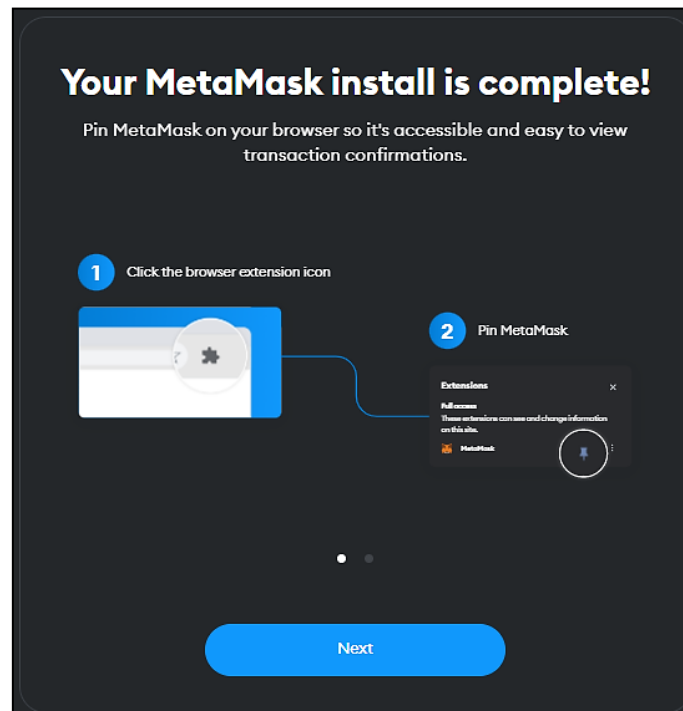 Your MetaMask install is complete!
Pin MetaMask on your browser so it's accessible and easy to view
transaction confirmations.
1 Click the browser extension icon
2 Pin MetaMask
Extensions
Full access
These extensions can see and change information
on this site.
MetaMask
Next